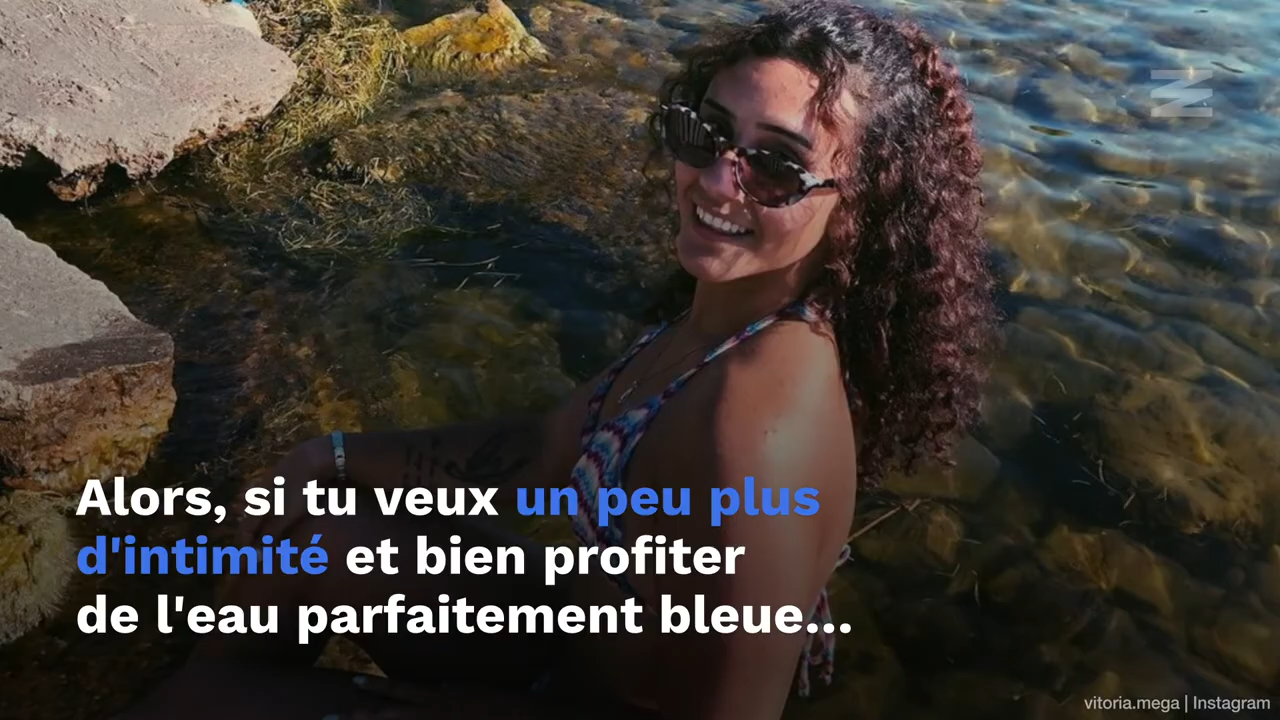 Alors, si tu veux un peu plus
d'intimité et bien profiter
de l'eau parfaitement bleue...
vitoria.mega | Instagram